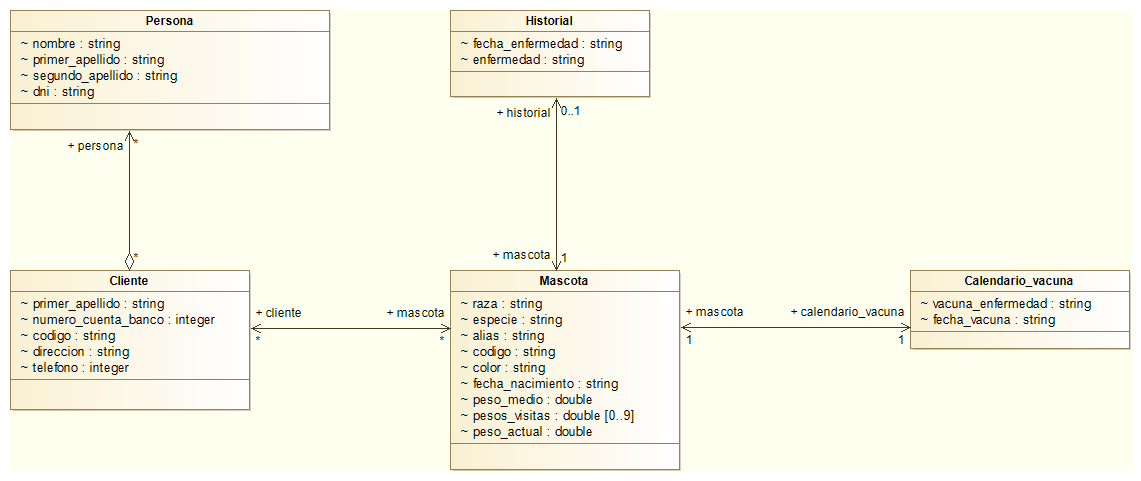 Persona
~ nombre : string
~ primer_apellido : string
~ segundo_apellido : string
~ dni : string
Historial
~ fecha_enfermedad : string
~ enfermedad : string
+ historial
0..1
+ persona
*
*
+ mascota
1
Cliente
~ primer_apellido : string
~ numero_cuenta_banco : integer
~ codigo : string
~ direccion : string
~ telefono : integer
+ cliente
*
+ mascota
*
Mascota
~ raza : string
~ especie : string
~ alias : string
~ codigo : string
~ color : string
~ fecha_nacimiento : string
~ peso_medio : double
~ pesos_visitas : double [0..9]
~ peso_actual : double
+ mascota
1
+ calendario_vacuna
1
Calendario_vacuna
~ vacuna_enfermedad : string
~ fecha_vacuna : string